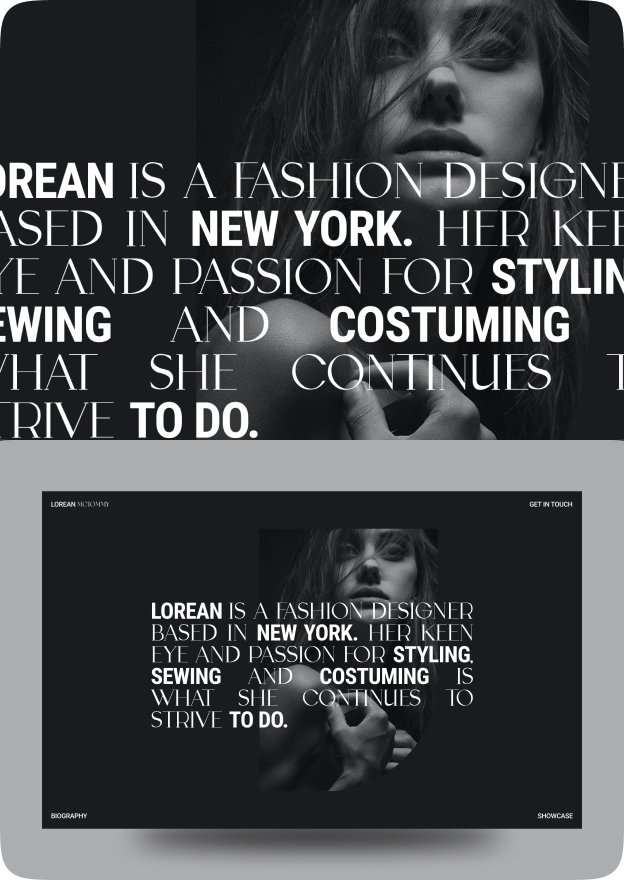 OREAN IS A FASHION DESIGNE
ASED IN NEW YORK. HER KEE
YE AND PASSION FOR STYLIN
EWING AND COSTUMING
WHAT SHE CONTINUES T
TRIVE TO DO.
LOREAN MCTOMMY
GET IN TOUCH
LOREAN IS A FASHION DESIGNER
BASED IN NEW YORK. HER KEEN
EYE AND PASSION FOR STYLING,
SEWING AND COSTUMING IS
WHAT SHE CONTINUES TO
STRIVE TO DO.
BIOGRAPHY
SHOWCASE